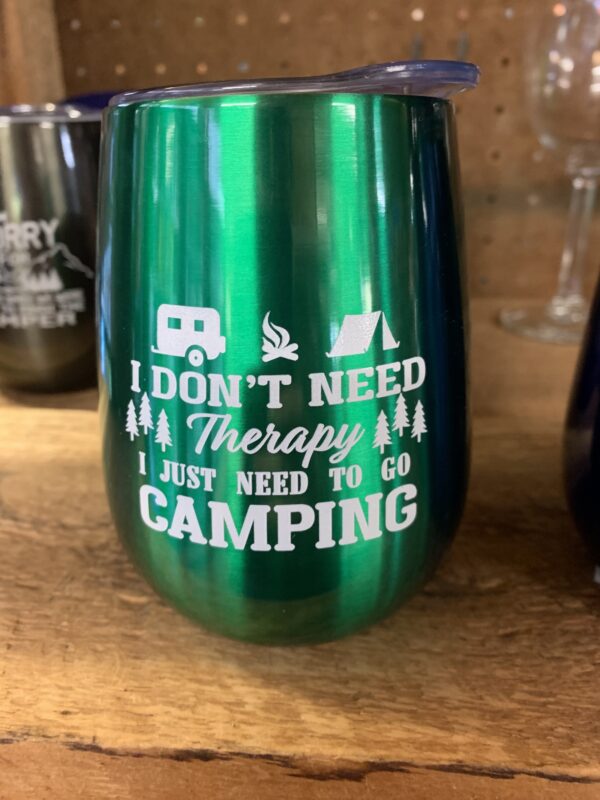 I DON'T NEED
Therapy
I JUST NEED TO GO
CAMPING